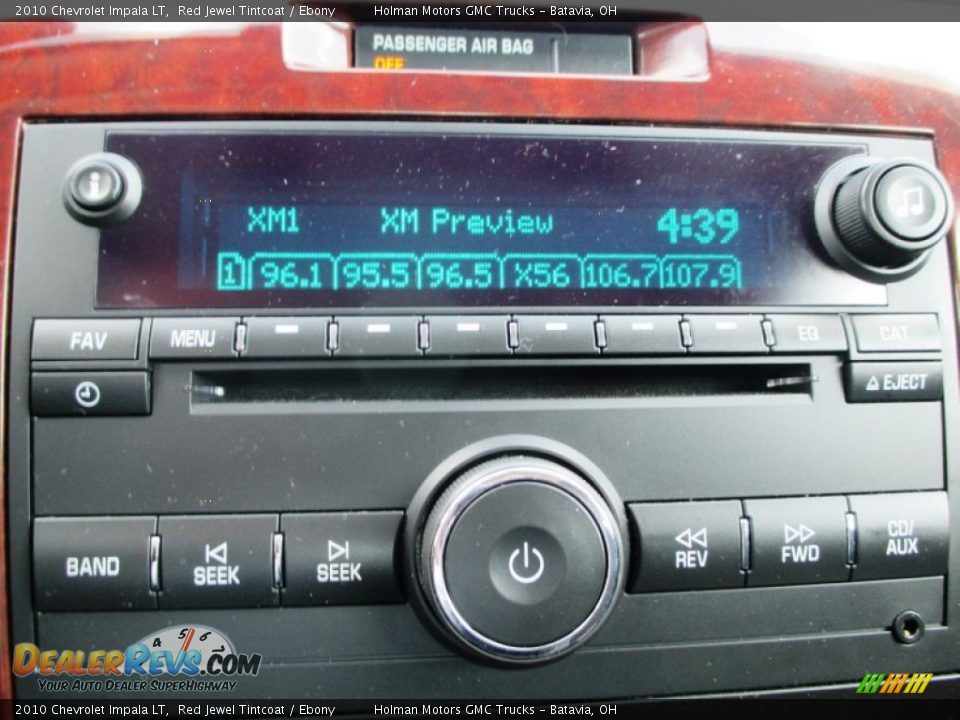 2010 Chevrolet Impala LT,  Red Jewel Tintcoat / Ebony    Holman Motors GMC Trucks - Batavia, OH
PASSENGER AIR BAG
OFF
i
XM1 XM Preview 4:39
1 96.1 95.5 96.5 X56 106.7 107.9
FAV MENU EQ CAT
EJECT
BAND SEEK SEEK REV FWD CD/AUX
4 5 6
DEALERREVS.COM
YOUR AUTO DEALER SUPERHIGHWAY
2010 Chevrolet Impala LT,  Red Jewel Tintcoat / Ebony    Holman Motors GMC Trucks - Batavia, OH